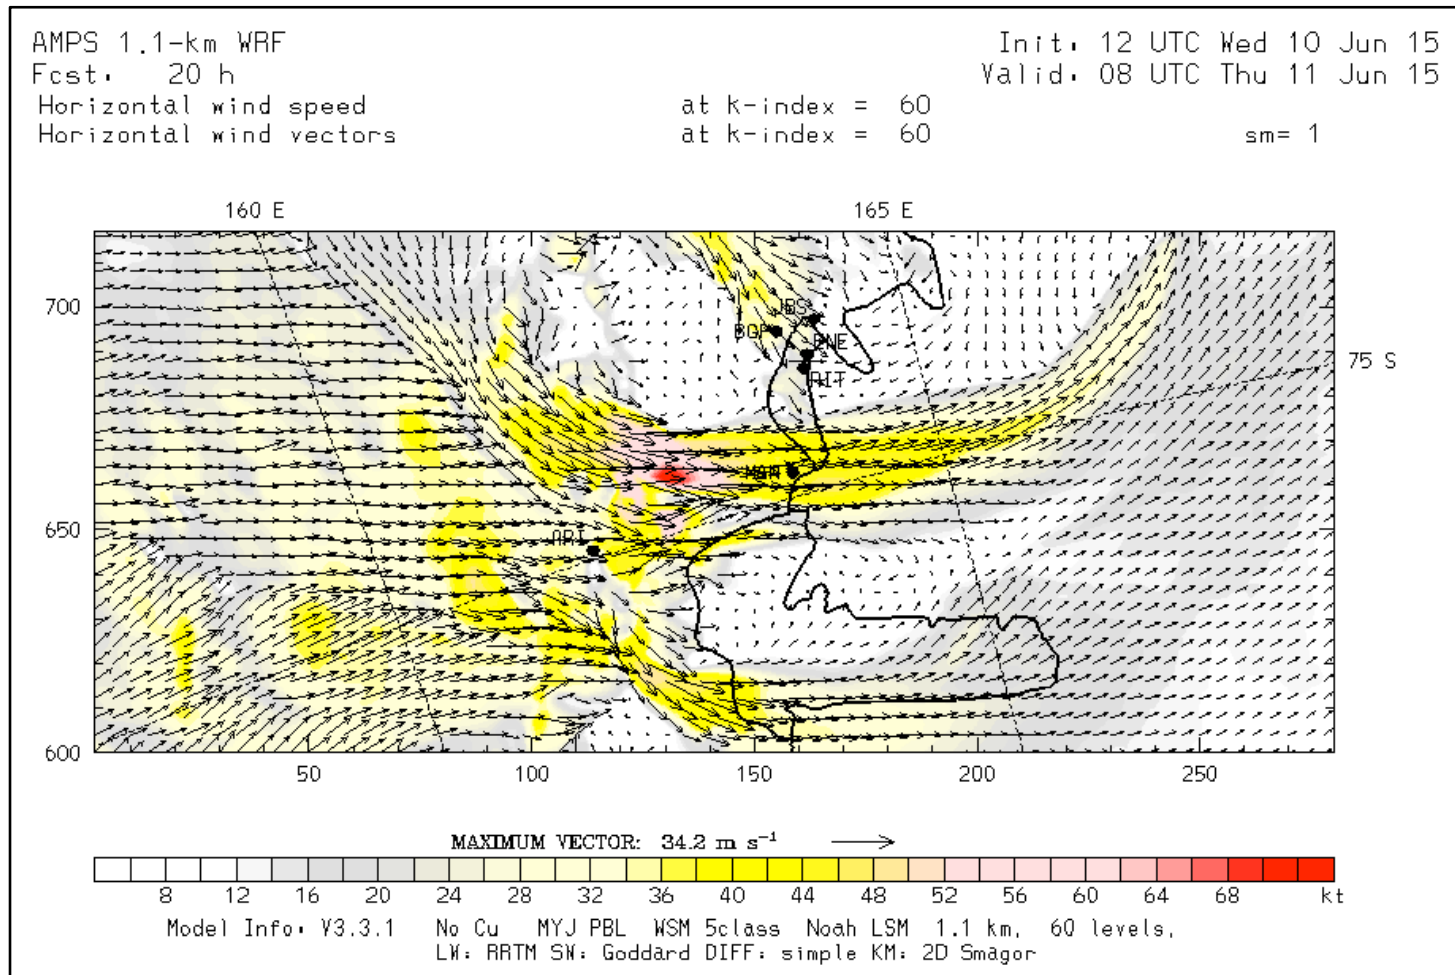 AMPS 1.1-km WRF Init: 12 UTC Wed 10 Jun 15
Fcst: 20 h Valid: 08 UTC Thu 11 Jun 15
Horizontal wind speed at k-index = 60
Horizontal wind vectors at k-index = 60 sm= 1
160 E 165 E
700
JBS
BGP
ENE
75 S
RIT
MAN
650
PRI
600
50 100 150 200 250
MAXIMUM VECTOR: 34.2 m s⁻¹
8 12 16 20 24 28 32 36 40 44 48 52 56 60 64 68 kt
Model Info: V3.3.1 No Cu MYJ PBL WSM 5class Noah LSM 1.1 km, 60 levels,
LW: RRTM SW: Goddard DIFF: simple KM: 2D Smagor